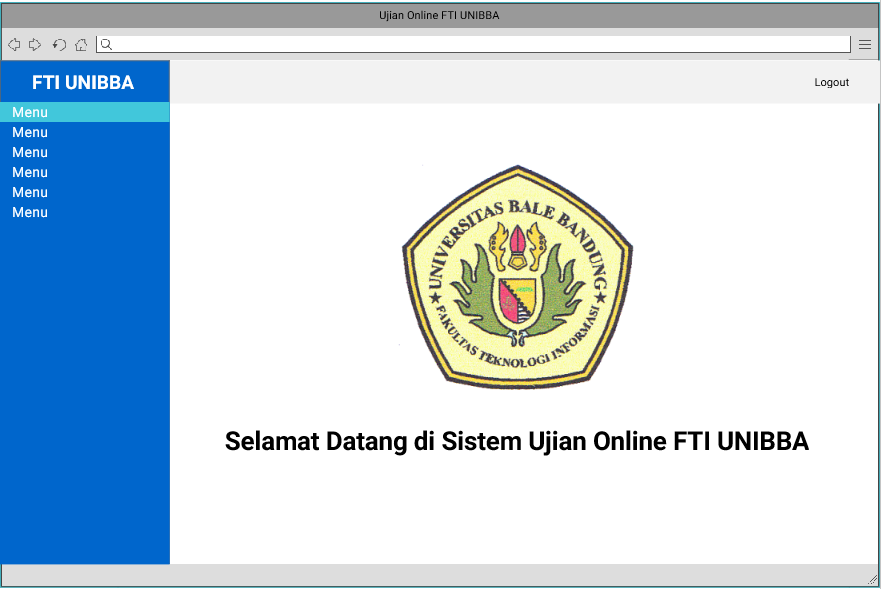 Ujian Online FTI UNIBBA
FTI UNIBBA
Logout
Menu
Menu
Menu
Menu
Menu
Menu
UNIVERSITAS BALE BANDUNG
FAKULTAS TEKNOLOGI INFORMASI
Selamat Datang di Sistem Ujian Online FTI UNIBBA